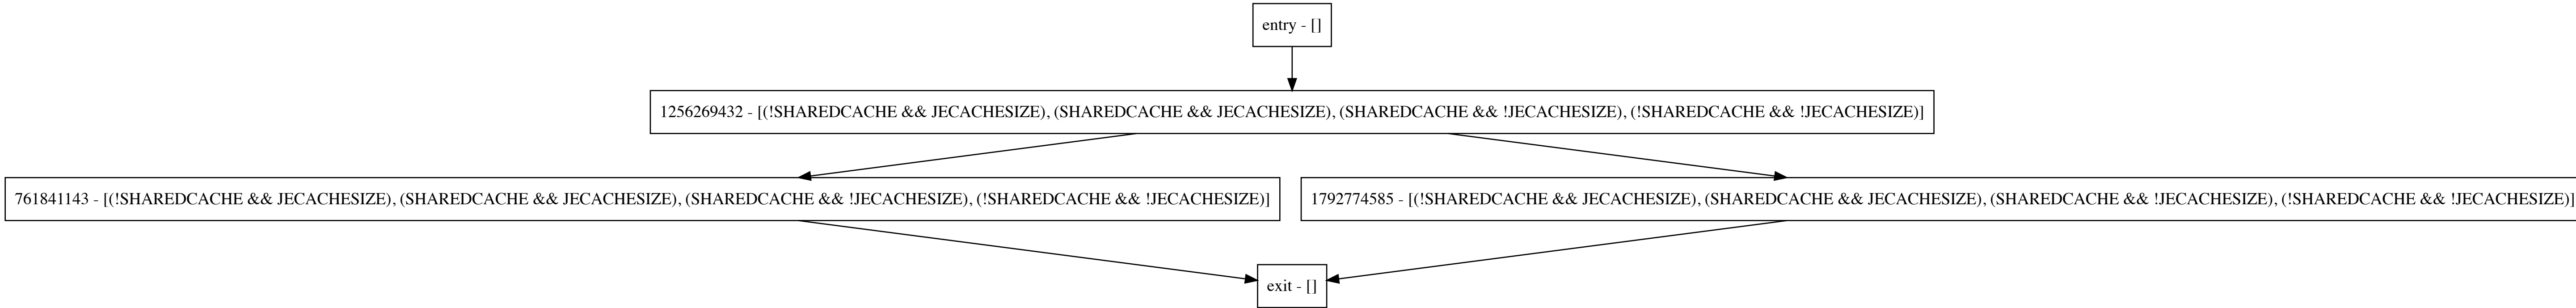 entry - []
1256269432 - [(!SHAREDCACHE && JECACHESIZE), (SHAREDCACHE && JECACHESIZE), (SHAREDCACHE && !JECACHESIZE), (!SHAREDCACHE && !JECACHESIZE)]
761841143 - [(!SHAREDCACHE && JECACHESIZE), (SHAREDCACHE && JECACHESIZE), (SHAREDCACHE && !JECACHESIZE), (!SHAREDCACHE && !JECACHESIZE)]
1792774585 - [(!SHAREDCACHE && JECACHESIZE), (SHAREDCACHE && JECACHESIZE), (SHAREDCACHE && !JECACHESIZE), (!SHAREDCACHE && !JECACHESIZE)]
exit - []